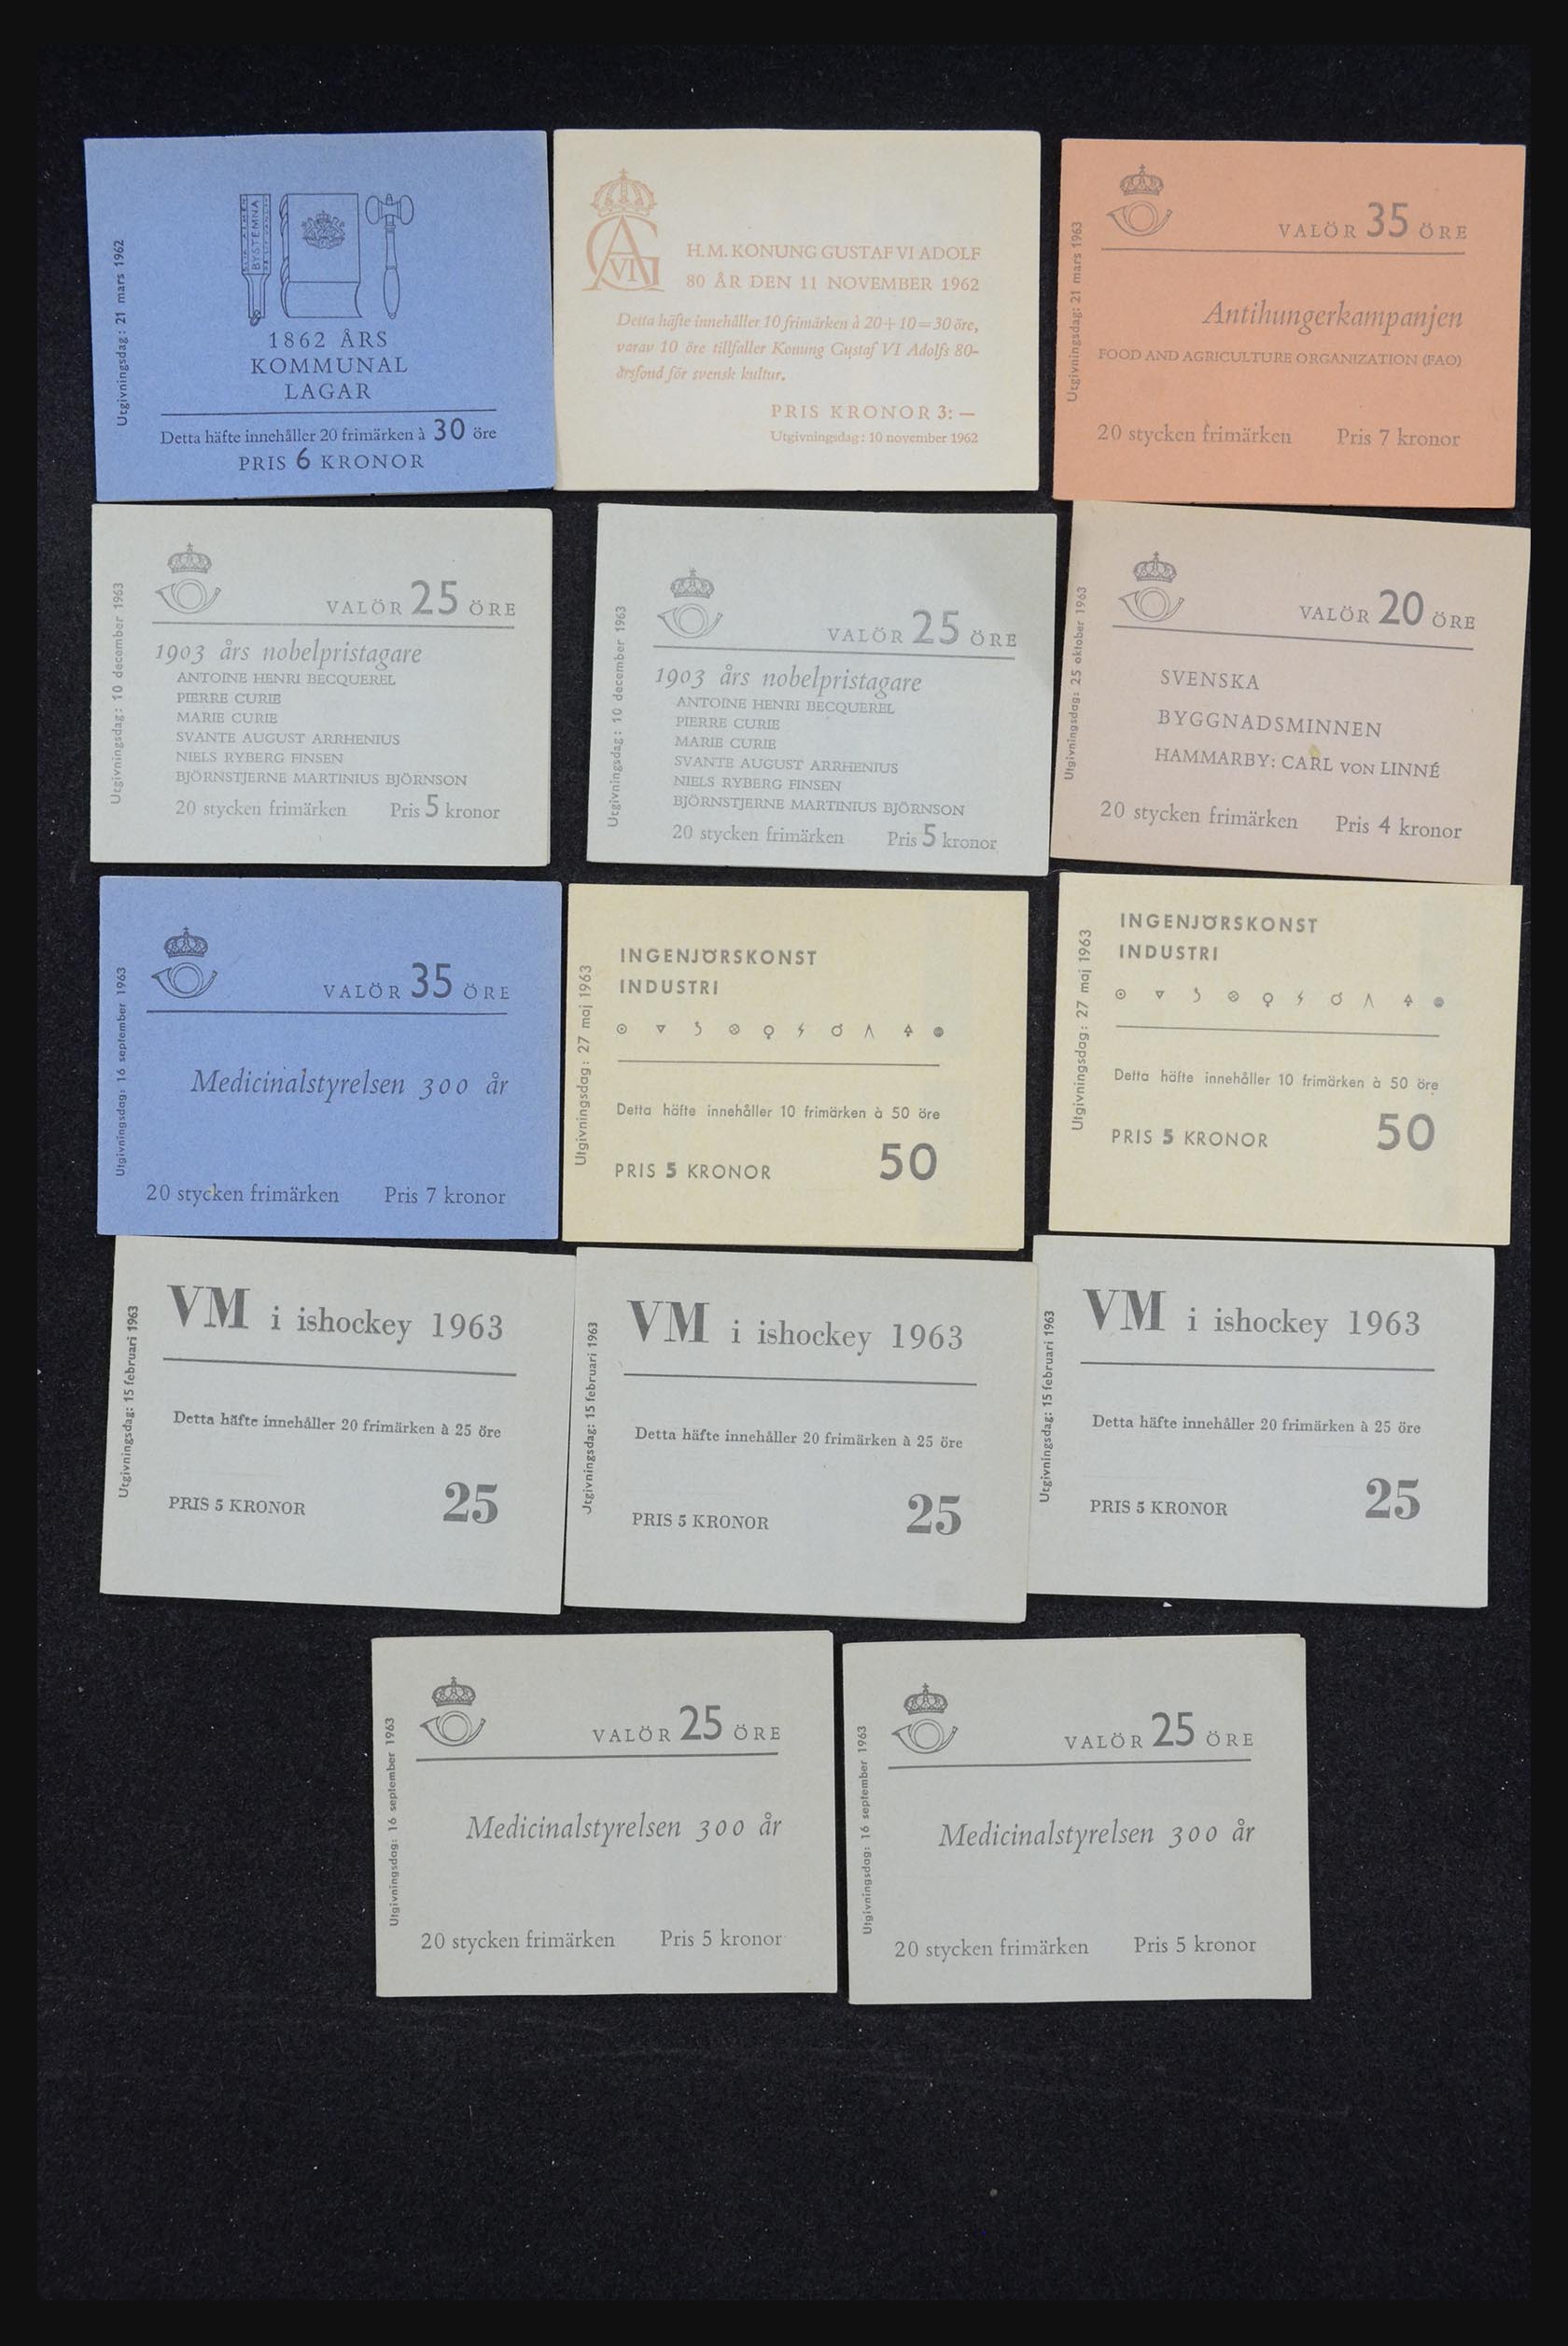 Utgivningsdag: 21 mars 1962
BYSTEMNA
1862 ÅRS
KOMMUNAL
LAGAR
Detta häfte innehåller 20 frimärken à 30 öre
PRIS 6 KRONOR
VI
H.M. KONUNG GUSTAF VI ADOLF
80 ÅR DEN 11 NOVEMBER 1962
Detta häfte innehåller 10 frimärken à 20+10=30 öre,
varav 10 öre tillfaller Konung Gustaf VI Adolfs 80-
årsfond för svensk kultur.
PRIS KRONOR 3: —
Utgivningsdag: 10 november 1962
Utgivningsdag: 21 mars 1963
VALÖR 35 ÖRE
Antihungerkampanjen
FOOD AND AGRICULTURE ORGANIZATION (FAO)
20 stycken frimärken Pris 7 kronor
Utgivningsdag: 10 december 1963
VALÖR 25 ÖRE
1903 års nobelpristagare
ANTOINE HENRI BECQUEREL
PIERRE CURIE
MARIE CURIE
SVANTE AUGUST ARRHENIUS
NIELS RYBERG FINSEN
BJÖRNSTJERNE MARTINIUS BJÖRNSON
20 stycken frimärken Pris 5 kronor
Utgivningsdag: 10 december 1963
VALÖR 25 ÖRE
1903 års nobelpristagare
ANTOINE HENRI BECQUEREL
PIERRE CURIE
MARIE CURIE
SVANTE AUGUST ARRHENIUS
NIELS RYBERG FINSEN
BJÖRNSTJERNE MARTINIUS BJÖRNSON
20 stycken frimärken Pris 5 kronor
Utgivningsdag: 25 oktober 1963
VALÖR 20 ÖRE
SVENSKA
BYGGNADSMINNEN
HAMMARBY: CARL VON LINNÉ
20 stycken frimärken Pris 4 kronor
Utgivningsdag: 16 september 1963
VALÖR 35 ÖRE
Medicinalstyrelsen 300 år
20 stycken frimärken Pris 7 kronor
Utgivningsdag: 27 maj 1963
INGENJÖRSKONST
INDUSTRI
Detta häfte innehåller 10 frimärken à 50 öre
PRIS 5 KRONOR 50
Utgivningsdag: 27 maj 1963
INGENJÖRSKONST
INDUSTRI
Detta häfte innehåller 10 frimärken à 50 öre
PRIS 5 KRONOR 50
Utgivningsdag: 15 februari 1963
VM i ishockey 1963
Detta häfte innehåller 20 frimärken à 25 öre
PRIS 5 KRONOR 25
Utgivningsdag: 15 februari 1963
VM i ishockey 1963
Detta häfte innehåller 20 frimärken à 25 öre
PRIS 5 KRONOR 25
Utgivningsdag: 15 februari 1963
VM i ishockey 1963
Detta häfte innehåller 20 frimärken à 25 öre
PRIS 5 KRONOR 25
Utgivningsdag: 16 september 1963
VALÖR 25 ÖRE
Medicinalstyrelsen 300 år
20 stycken frimärken Pris 5 kronor
Utgivningsdag: 16 september 1963
VALÖR 25 ÖRE
Medicinalstyrelsen 300 år
20 stycken frimärken Pris 5 kronor